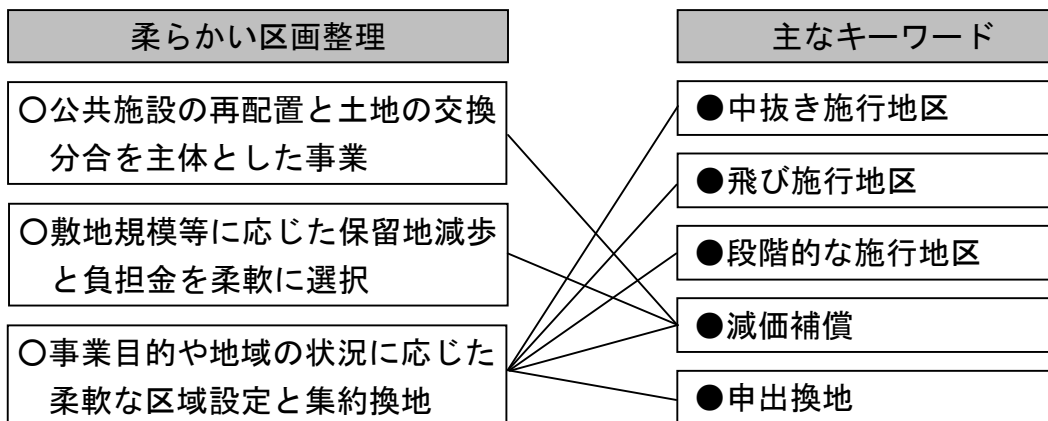 柔らかい区画整理
〇公共施設の再配置と土地の交換
分合を主体とした事業
〇敷地規模等に応じた保留地減歩
と負担金を柔軟に選択
〇事業目的や地域の状況に応じた
柔軟な区域設定と集約換地
主なキーワード
●中抜き施行地区
●飛び施行地区
●段階的な施行地区
●減価補償
●申出換地